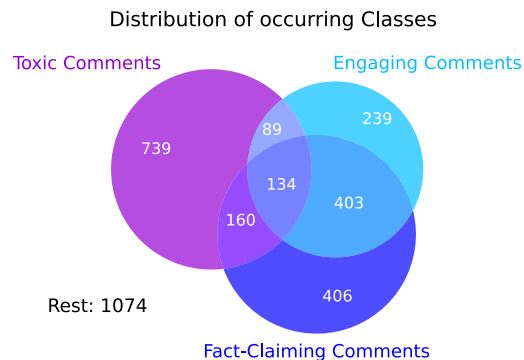 Distribution of occurring Classes
Toxic Comments
Engaging Comments
89
239
739
134
403
160
406
Rest: 1074
Fact-Claiming Comments